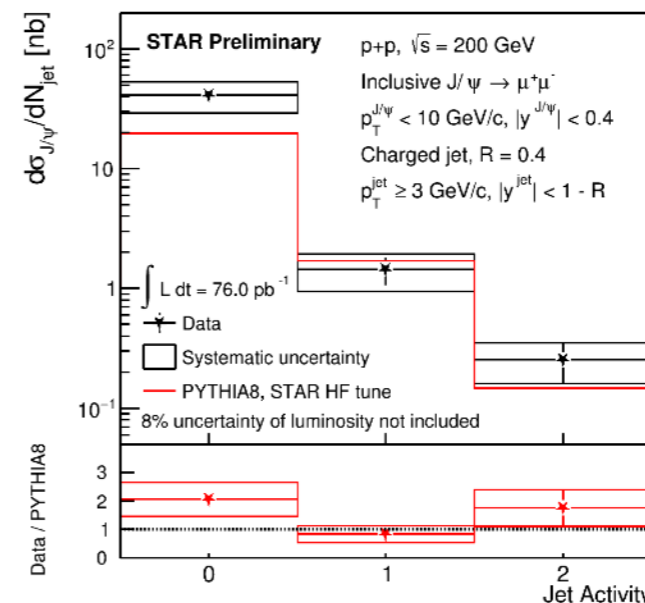 dσ_{J/ψ}/dN_{jet} [nb]
10²
10
1
10⁻¹
STAR Preliminary
p+p, √s = 200 GeV
Inclusive J/ψ → μ⁺μ⁻
p_T^{J/ψ} < 10 GeV/c, |y^{J/ψ}| < 0.4
Charged jet, R = 0.4
p_T^{jet} ≥ 3 GeV/c, |y^{jet}| < 1 - R
∫ L dt = 76.0 pb⁻¹
Data
Systematic uncertainty
PYTHIA8, STAR HF tune
8% uncertainty of luminosity not included
Data / PYTHIA8
3
2
1
0
0 1 2
Jet Activity